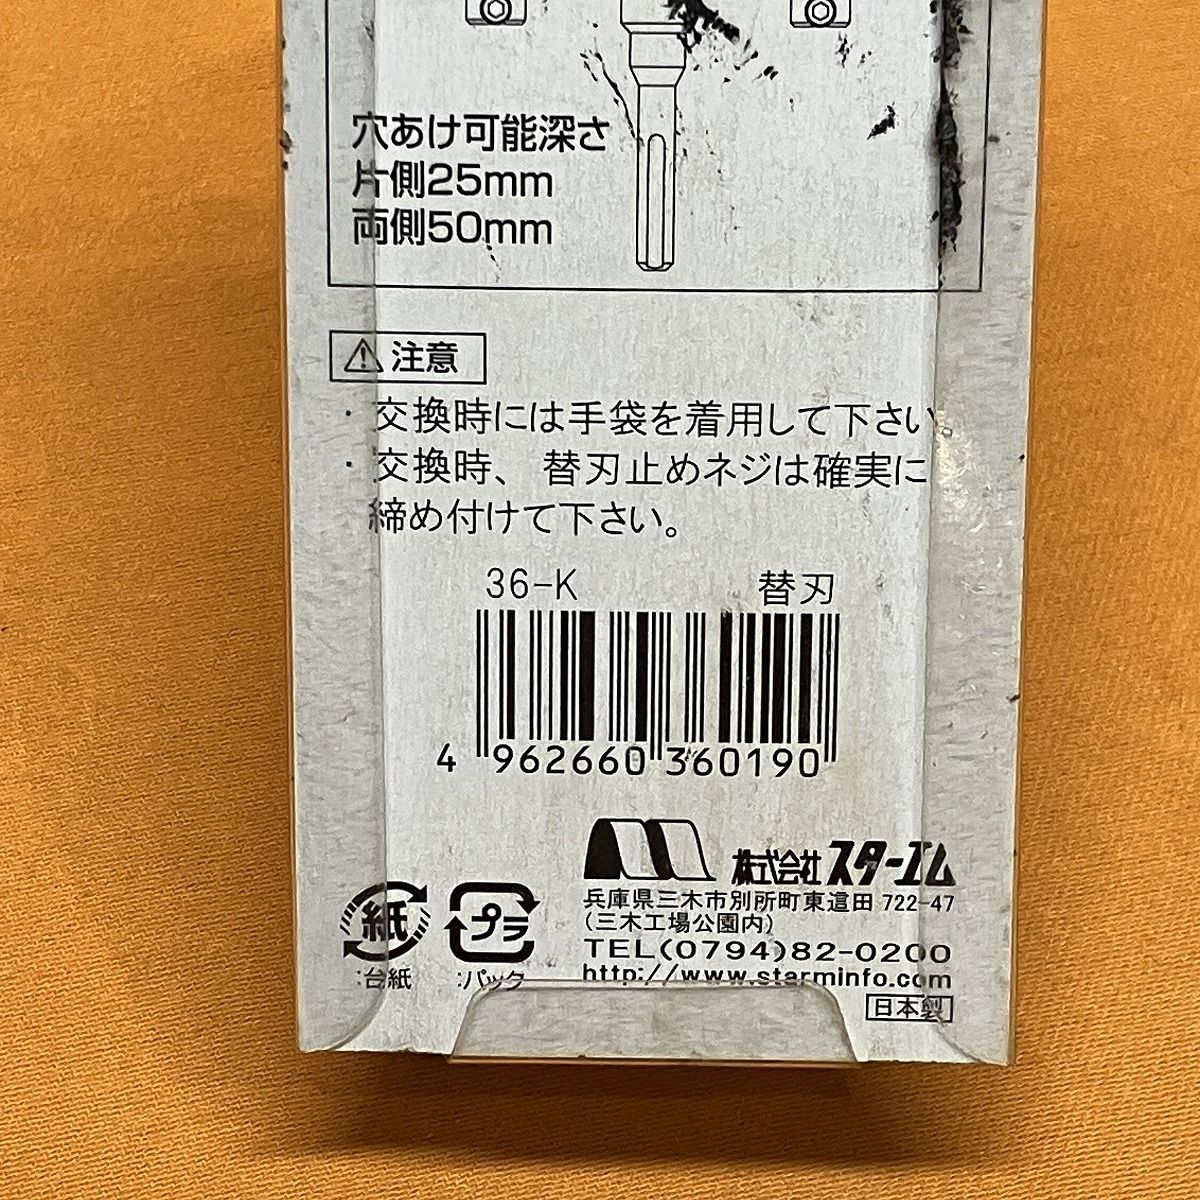 穴あけ可能深さ
片側25mm
両側50mm
注意
・交換時には手袋を着用して下さい。
・交換時、替刃止めネジは確実に
締め付けて下さい。
36-K 替刃
4 962660 360190
株式会社スターエム
兵庫県三木市別所町東這田 722-47
(三木工場公園内)
TEL(0794)82-0200
http://www.starminfo.com
日本製
紙 プラ
:台紙 :パック